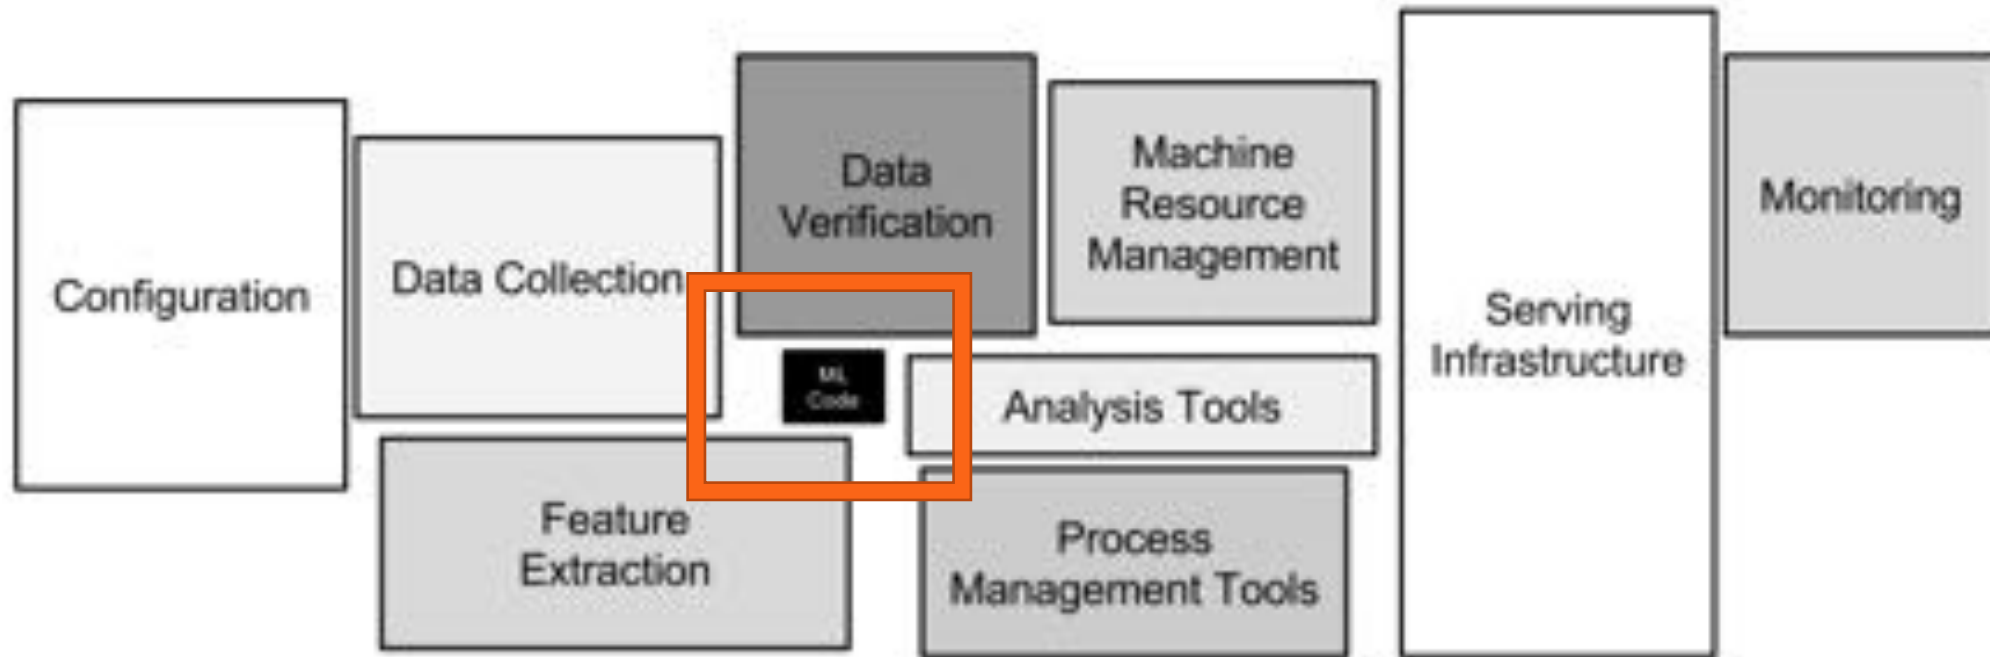 Configuration
Data Collection
Data
Verification
Machine
Resource
Management
Serving
Infrastructure
Monitoring
ML
Code
Analysis Tools
Feature
Extraction
Process
Management Tools